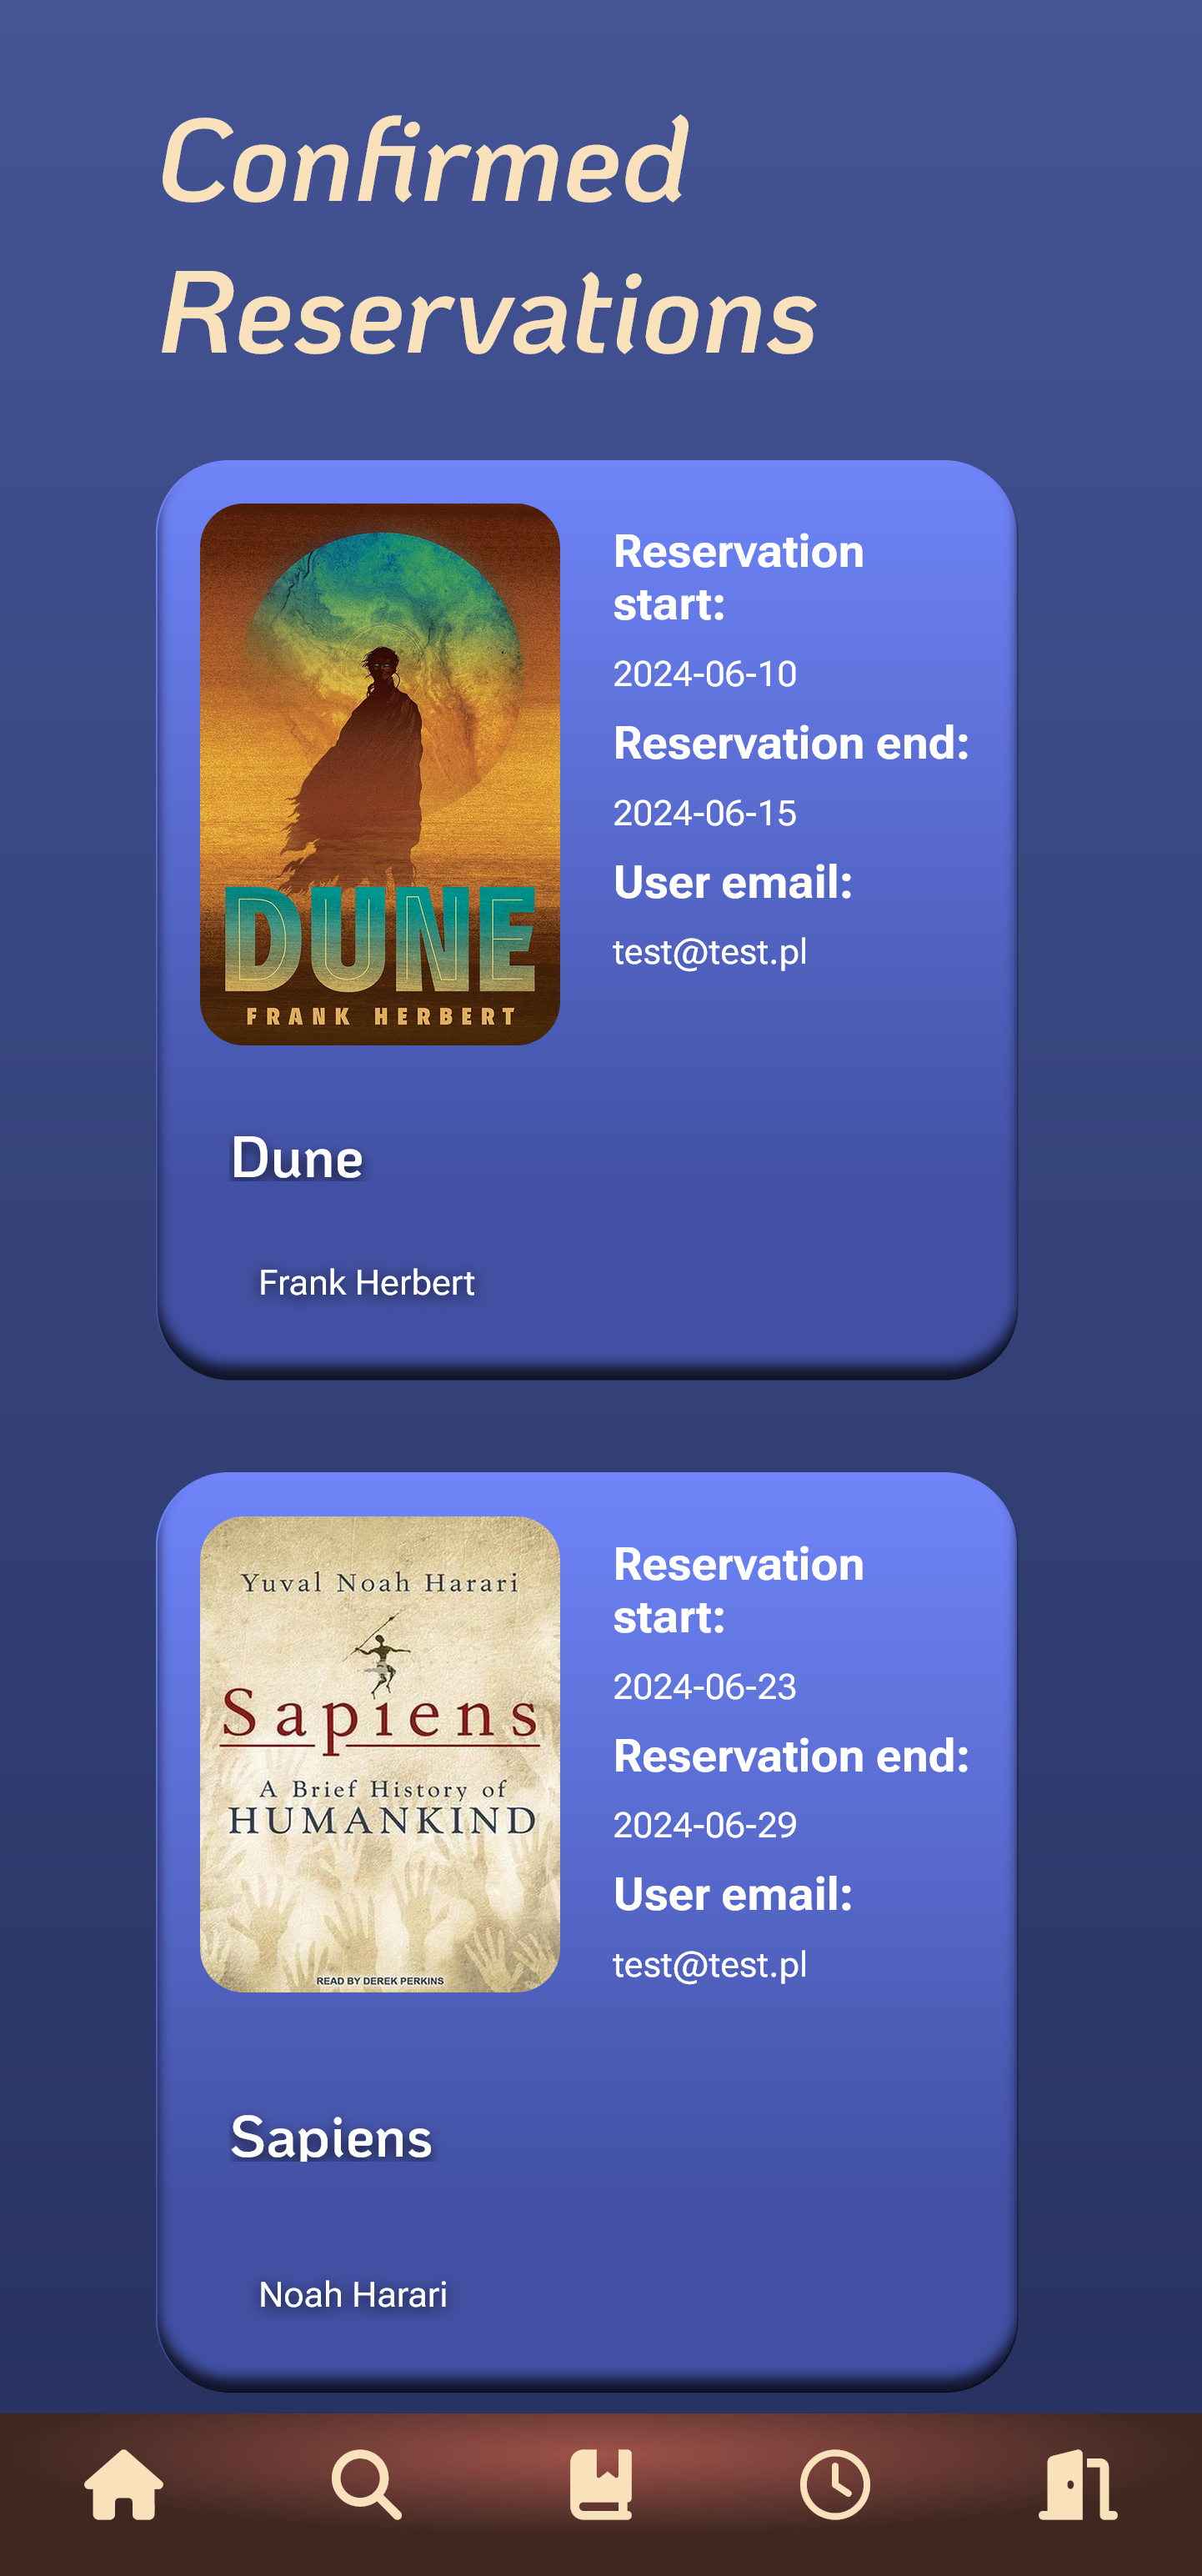 Confirmed
Reservations
Reservation
start:
2024-06-10
Reservation end:
2024-06-15
User email:
test@test.pl
DUNE
FRANK HERBERT
Dune
Frank Herbert
Reservation
start:
2024-06-23
Reservation end:
2024-06-29
User email:
test@test.pl
Yuval Noah Harari
Sapiens
A Brief History of
HUMANKIND
READ BY DEREK PERKINS
Sapiens
Noah Harari